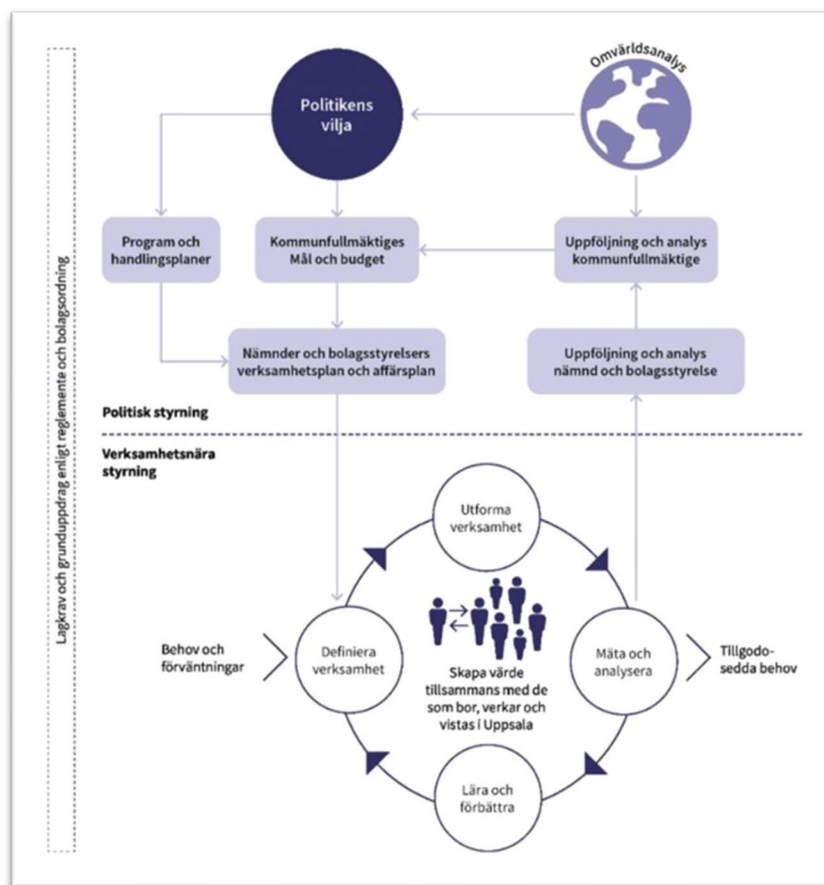 Omvärldsanalys
Politikens
vilja
Program och
handlingsplaner
Kommunfullmäktiges
Mål och budget
Uppföljning och analys
kommunfullmäktige
Nämnder och bolagsstyrelsers
verksamhetsplan och affärsplan
Uppföljning och analys
nämnd och bolagsstyrelse
Lagkrav och grunduppdrag enligt reglemente och bolagsordning
Politisk styrning
Verksamhetsnära
styrning
Utforma
verksamhet
Behov och
förväntningar
Definiera
verksamhet
Skapa värde
tillsammans med de
som bor, verkar och
vistas i Uppsala
Mäta och
analysera
Tillgodo-
sedda behov
Lära och
förbättra